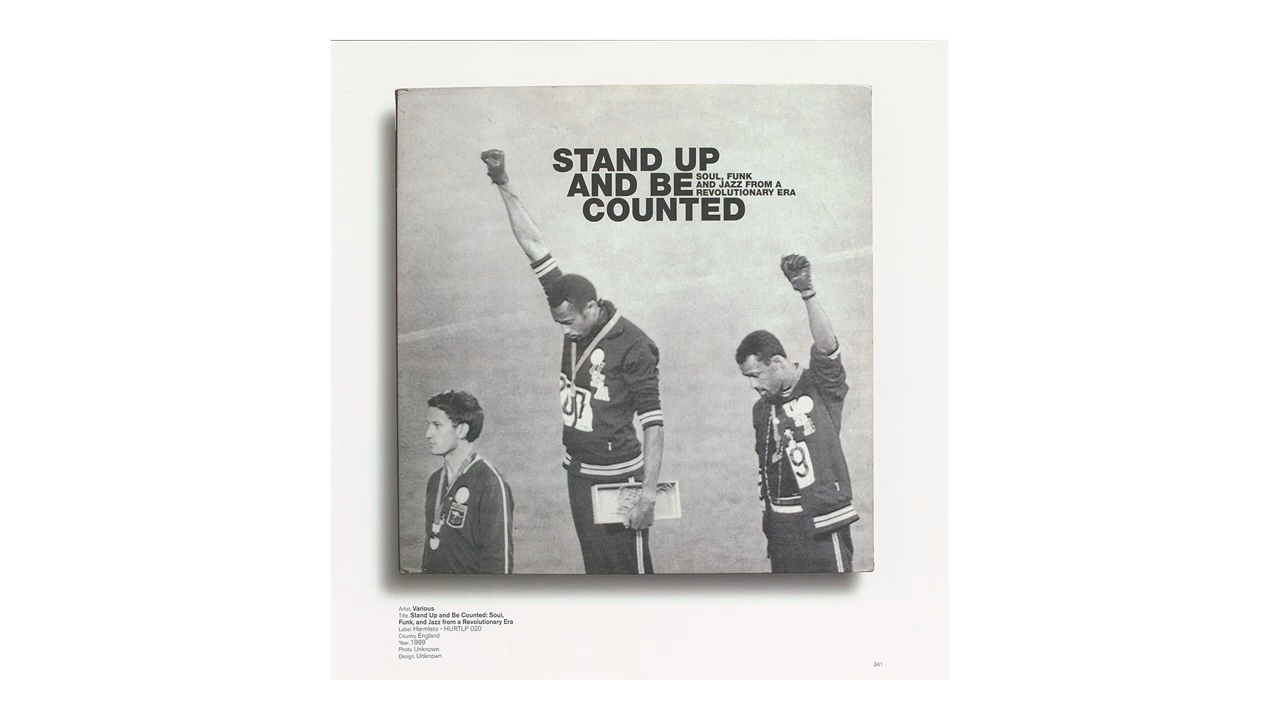 STAND UP
AND BE
COUNTED
SOUL, FUNK
AND JAZZ FROM A
REVOLUTIONARY ERA
307
9
Artist. Various
Title. Stand Up and Be Counted: Soul,
Funk, and Jazz from a Revolutionary Era
Label. Harmless - HURTLP 020
Country. England
Year. 1999
Photo. Unknown
Design. Unknown
341